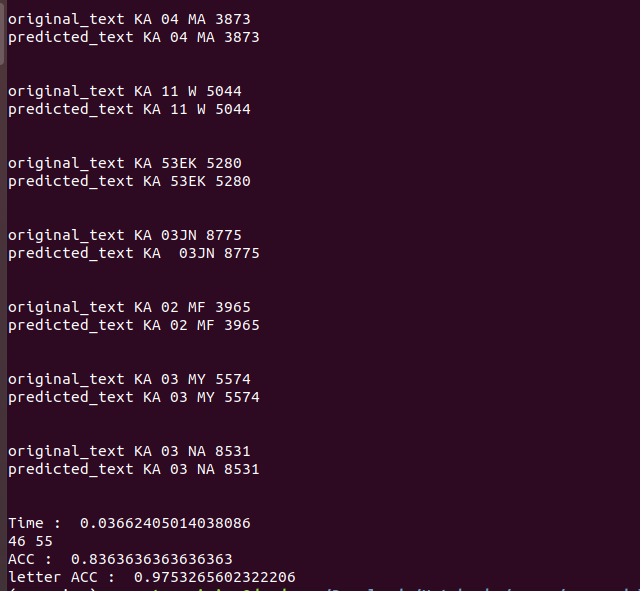 original_text KA 04 MA 3873
predicted_text KA 04 MA 3873
original_text KA 11 W 5044
predicted_text KA 11 W 5044
original_text KA 53EK 5280
predicted_text KA 53EK 5280
original_text KA 03JN 8775
predicted_text KA  03JN 8775
original_text KA 02 MF 3965
predicted_text KA 02 MF 3965
original_text KA 03 MY 5574
predicted_text KA 03 MY 5574
original_text KA 03 NA 8531
predicted_text KA 03 NA 8531
Time :  0.03662405014038086
46 55
ACC :  0.8363636363636363
letter ACC :  0.9753265602322206